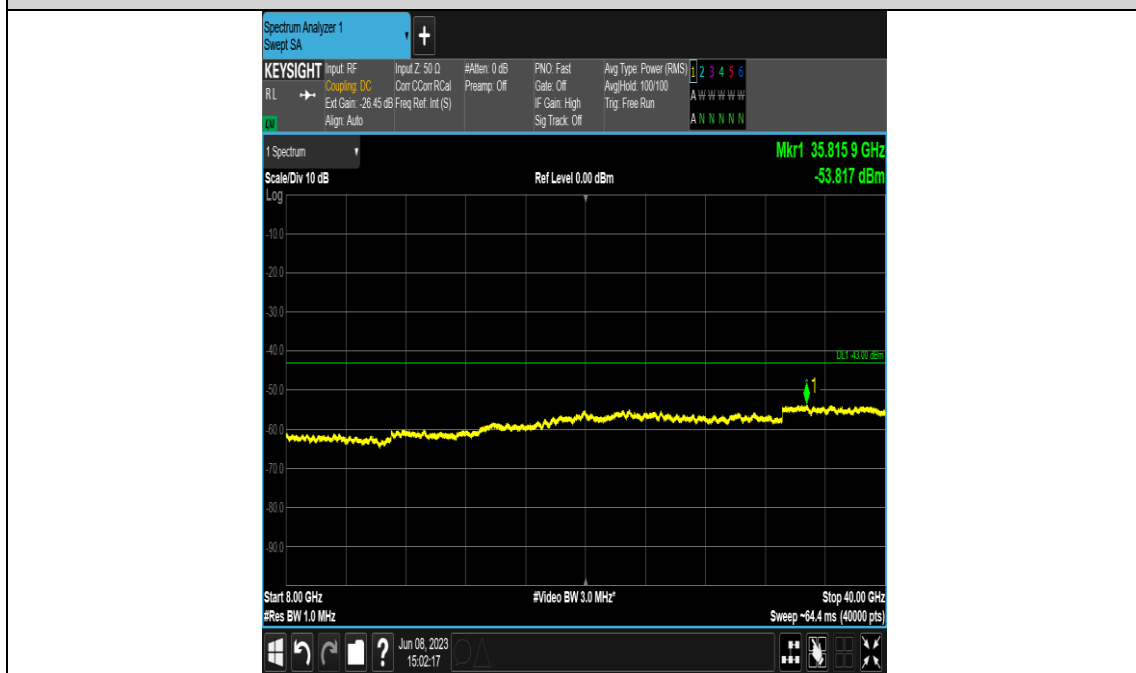 Spectrum Analyzer 1
Swept SA
+
KEYSIGHT
RL
Input: RF
Coupling: DC
Ext Gain: -26.45 dB
Align: Auto
Input Z: 50 Ω
Corr CCorr RCal
Freq Ref: Int (S)
#Atten: 0 dB
Preamp: Off
PNO: Fast
Gate: Off
IF Gain: High
Sig Track: Off
Avg Type: Power (RMS)
Avg|Hold: 100/100
Trig: Free Run
1 2 3 4 5 6
A W W W W W
A N N N N N
1 Spectrum
Mkr1 35.815 9 GHz
Scale/Div 10 dB
Ref Level 0.00 dBm
-53.817 dBm
Log
-10.0
-20.0
-30.0
-40.0
DL1 -43.00 dBm
-50.0
1
-60.0
-70.0
-80.0
-90.0
Start 8.00 GHz
#Video BW 3.0 MHz*
Stop 40.00 GHz
#Res BW 1.0 MHz
Sweep ~64.4 ms (40000 pts)
?
Jun 08, 2023
15:02:17